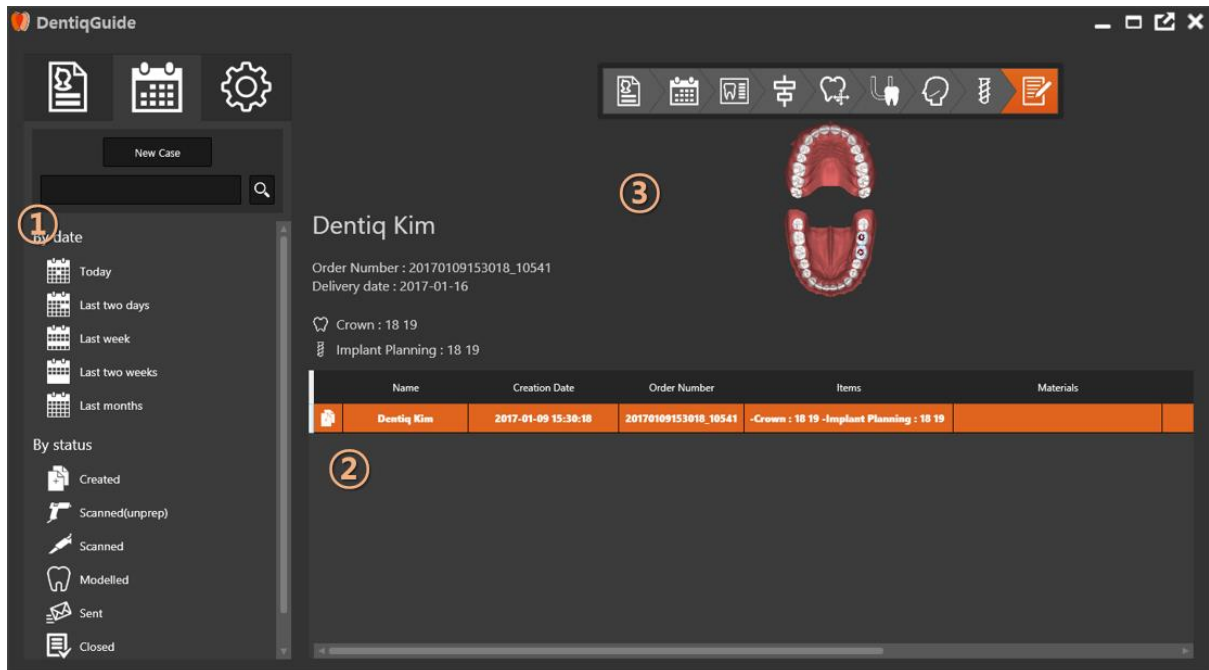 DentiqGuide
New Case
①
By date
Today
Last two days
Last week
Last two weeks
Last months
By status
Created
Scanned(unprep)
Scanned
Modelled
Sent
Closed
③
Dentiq Kim
Order Number : 20170109153018_10541
Delivery date : 2017-01-16
Crown : 18 19
Implant Planning : 18 19
Name Creation Date Order Number Items Materials
Dentiq Kim 2017-01-09 15:30:18 20170109153018_10541 -Crown : 18 19 -Implant Planning : 18 19
②